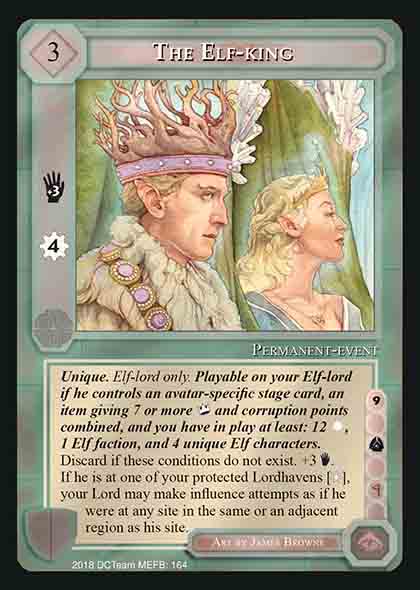 3
THE ELF-KING
3
4
PERMANENT-EVENT
Unique. Elf-lord only. Playable on your Elf-lord
if he controls an avatar-specific stage card, an
item giving 7 or more and corruption points
combined, and you have in play at least: 12 ,
1 Elf faction, and 4 unique Elf characters.
Discard if these conditions do not exist. +3 .
If he is at one of your protected Lordhavens [ ],
your Lord may make influence attempts as if he
were at any site in the same or an adjacent
region as his site.
9
ART BY JAMES BROWNE
2018 DCTeam MEFB: 164